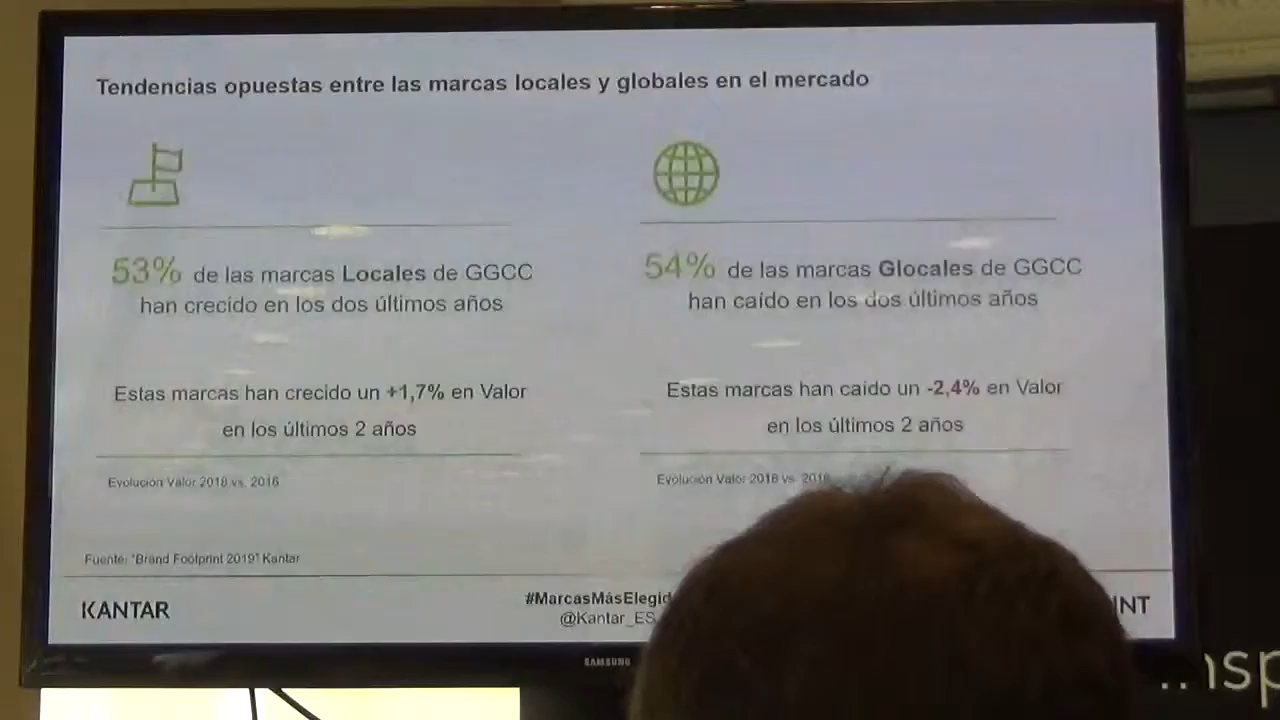 Tendencias opuestas entre las marcas locales y globales en el mercado
53% de las marcas Locales de GGCC
han crecido en los dos últimos años
Estas marcas han crecido un +1,7% en Valor
en los últimos 2 años
Evolución Valor 2018 vs. 2016
54% de las marcas Glocales de GGCC
han caído en los dos últimos años
Estas marcas han caído un -2,4% en Valor
en los últimos 2 años
Evolución Valor 2018 vs. 2016
Fuente: "Brand Footprint 2019" Kantar
KANTAR
#MarcasMásElegid
@Kantar_ES
INT
SAMSUNG
nsp